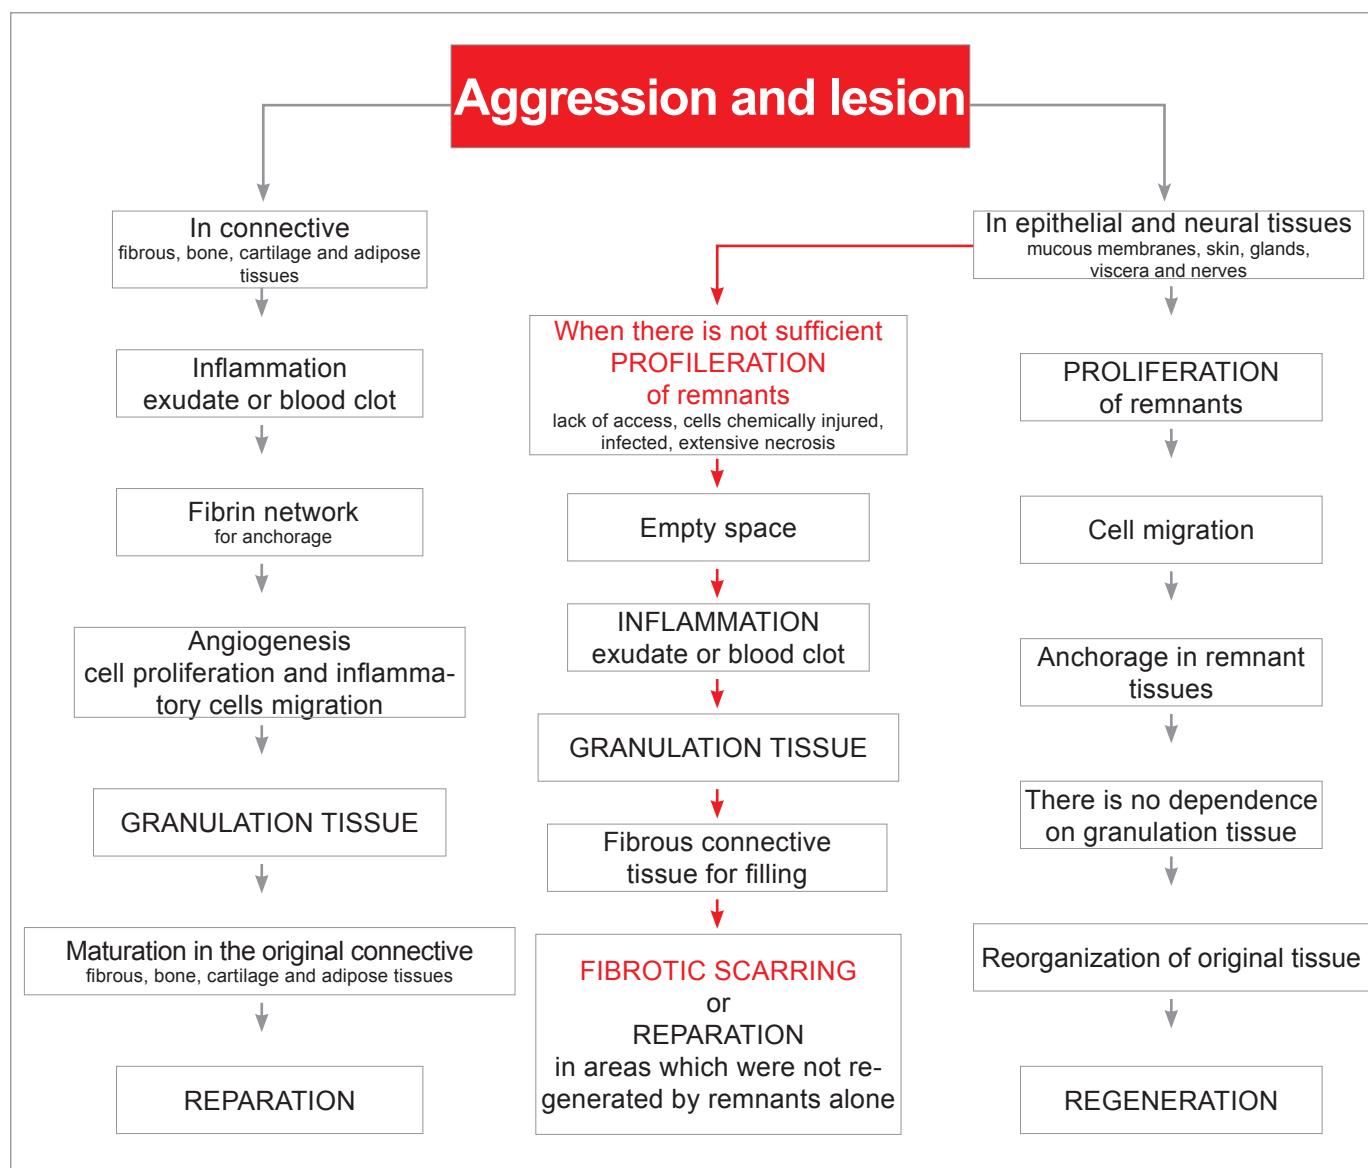 Aggression and lesion
In connective
fibrous, bone, cartilage and adipose
tissues
Inflammation
exudate or blood clot
Fibrin network
for anchorage
Angiogenesis
cell proliferation and inflamma-
tory cells migration
GRANULATION TISSUE
Maturation in the original connective
fibrous, bone, cartilage and adipose tissues
REPARATION
When there is not sufficient
PROFILERATION
of remnants
lack of access, cells chemically injured,
infected, extensive necrosis
Empty space
INFLAMMATION
exudate or blood clot
GRANULATION TISSUE
Fibrous connective
tissue for filling
FIBROTIC SCARRING
or
REPARATION
in areas which were not re-
generated by remnants alone
In epithelial and neural tissues
mucous membranes, skin, glands,
viscera and nerves
PROLIFERATION
of remnants
Cell migration
Anchorage in remnant
tissues
There is no dependence
on granulation tissue
Reorganization of original tissue
REGENERATION